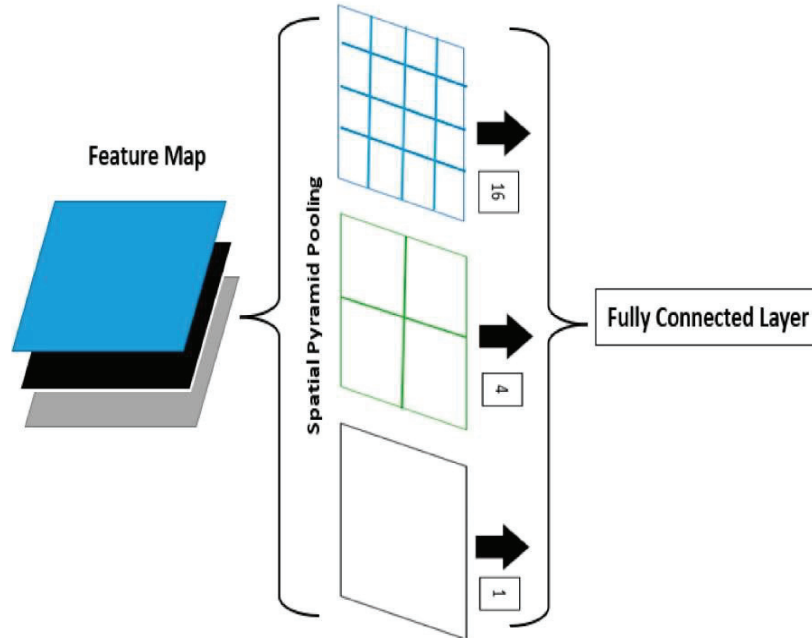 Feature Map
Spatial Pyramid Pooling
16
4
1
Fully Connected Layer